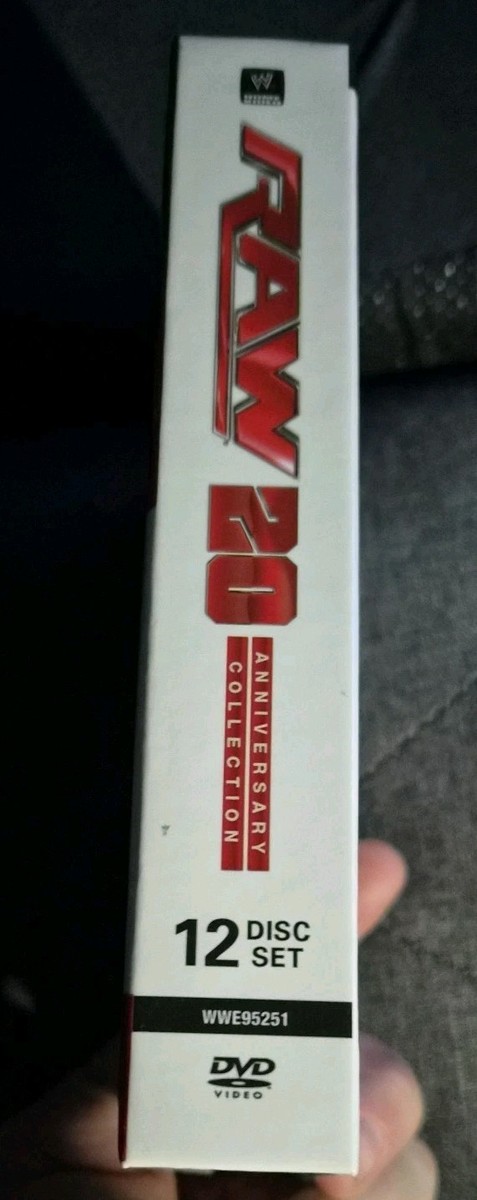 W
RAW
20
ANNIVERSARY
COLLECTION
12 DISC
SET
WWE95251
DVD
VIDEO